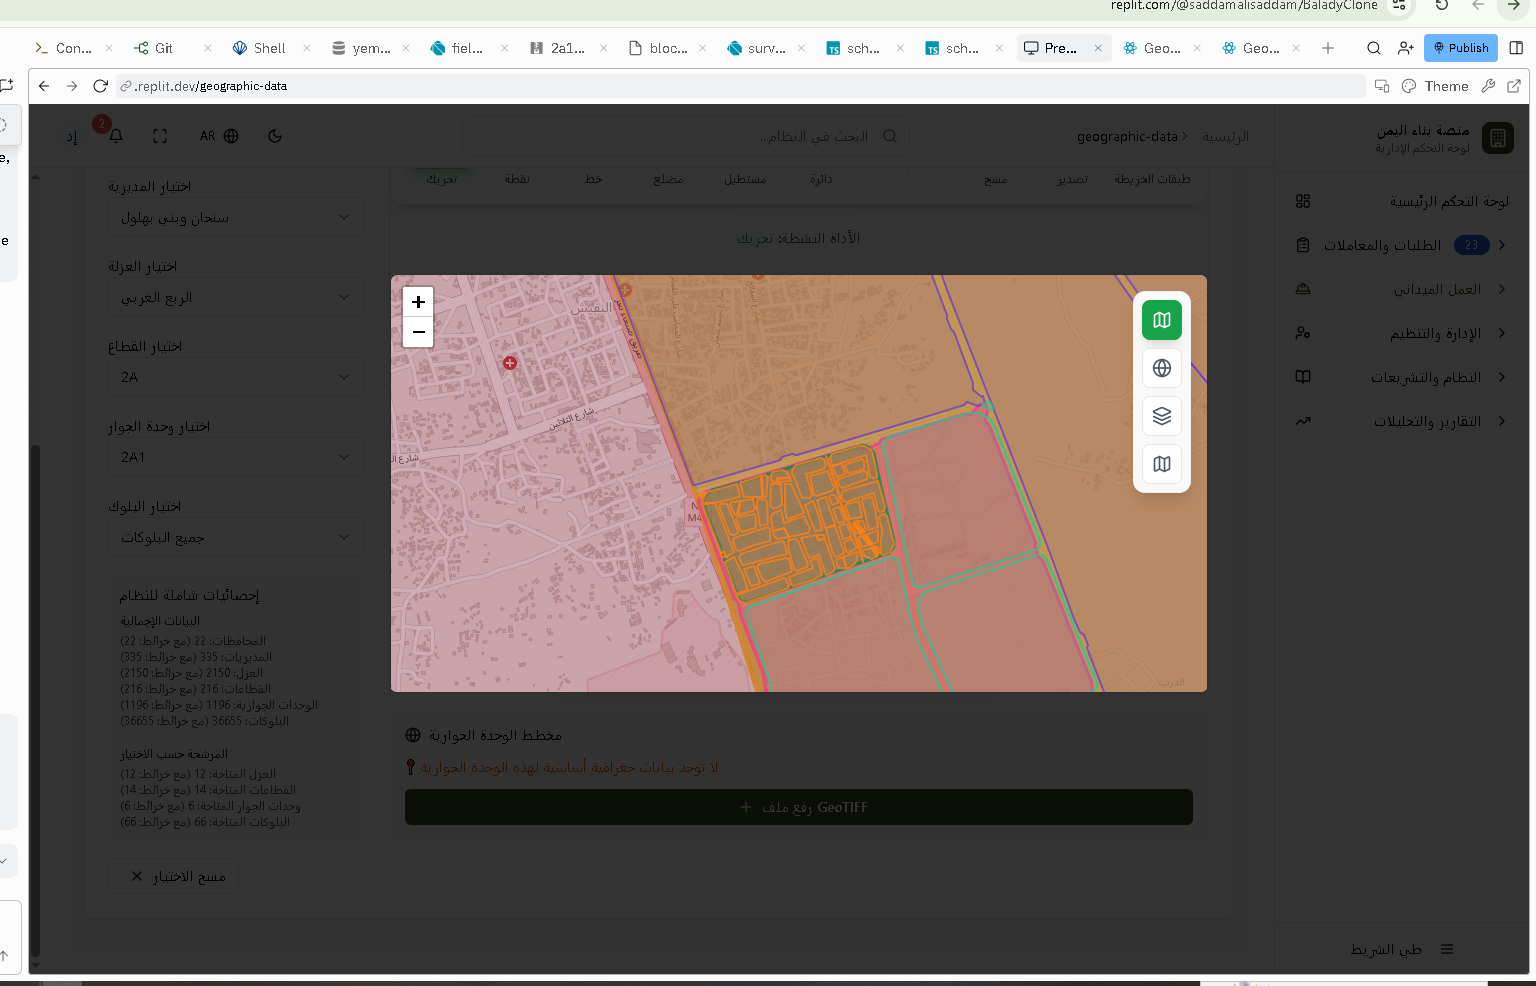 replit.com/@saddamalisaddam/BaladyClone
Con...
Git
Shell
yem...
fiel...
2a1...
bloc...
surv...
sch...
sch...
Pre...
Geo...
Geo...
Publish
.replit.dev/geographic-data
Theme
منصة بناء اليمن
لوحة التحكم الإدارية
الرئيسية
geographic-data
البحث في النظام...
AR
2
إد
لوحة التحكم الرئيسية
الطلبات والمعاملات
23
العمل الميداني
الإدارة والتنظيم
النظام والتشريعات
التقارير والتحليلات
طي الشريط
طبقات الخريطة
تصدير
مسح
دائرة
مستطيل
مضلع
خط
نقطة
تحريك
الأداة النشطة: تحريك
+
−
النقيس
شارع الثلاثين
الدرب
اختيار المديرية
سنحان وبني بهلول
اختيار العزلة
الربع الغربي
اختيار القطاع
2A
اختيار وحدة الجوار
2A1
اختيار البلوك
جميع البلوكات
إحصائيات شاملة للنظام
البيانات الإجمالية
المحافظات: 22 (مع خرائط: 22)
المديريات: 335 (مع خرائط: 335)
العزل: 2150 (مع خرائط: 2150)
القطاعات: 216 (مع خرائط: 216)
الوحدات الجوارية: 1196 (مع خرائط: 1196)
البلوكات: 36655 (مع خرائط: 36655)
المرشحة حسب الاختيار
العزل المتاحة: 12 (مع خرائط: 12)
القطاعات المتاحة: 14 (مع خرائط: 14)
وحدات الجوار المتاحة: 6 (مع خرائط: 6)
البلوكات المتاحة: 66 (مع خرائط: 66)
مسح الاختيار
مخطط الوحدة الجوارية
لا توجد بيانات جغرافية أساسية لهذه الوحدة الجوارية
رفع ملف GeoTIFF